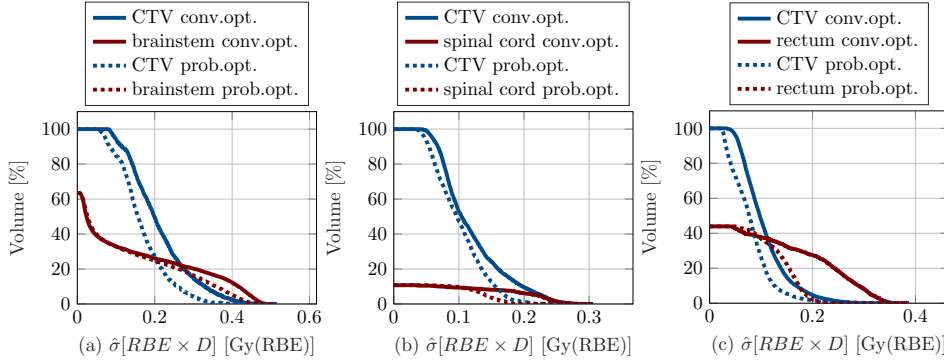 CTV conv.opt.
brainstem conv.opt.
CTV prob.opt.
brainstem prob.opt.
100
80
60
40
20
0
Volume [%]
0
0.2
0.4
0.6
(a) σ̂[RBE × D] [Gy(RBE)]
CTV conv.opt.
spinal cord conv.opt.
CTV prob.opt.
spinal cord prob.opt.
100
80
60
40
20
0
Volume [%]
0
0.1
0.2
0.3
(b) σ̂[RBE × D] [Gy(RBE)]
CTV conv.opt.
rectum conv.opt.
CTV prob.opt.
rectum prob.opt.
100
80
60
40
20
0
Volume [%]
0
0.2
0.4
(c) σ̂[RBE × D] [Gy(RBE)]